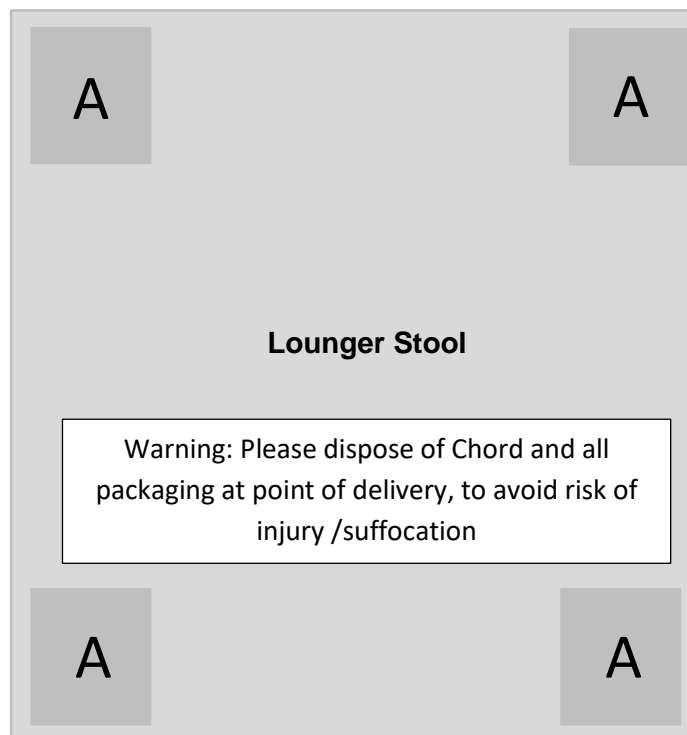 A
A
Lounger Stool
Warning: Please dispose of Chord and all
packaging at point of delivery, to avoid risk of
injury /suffocation
A
A